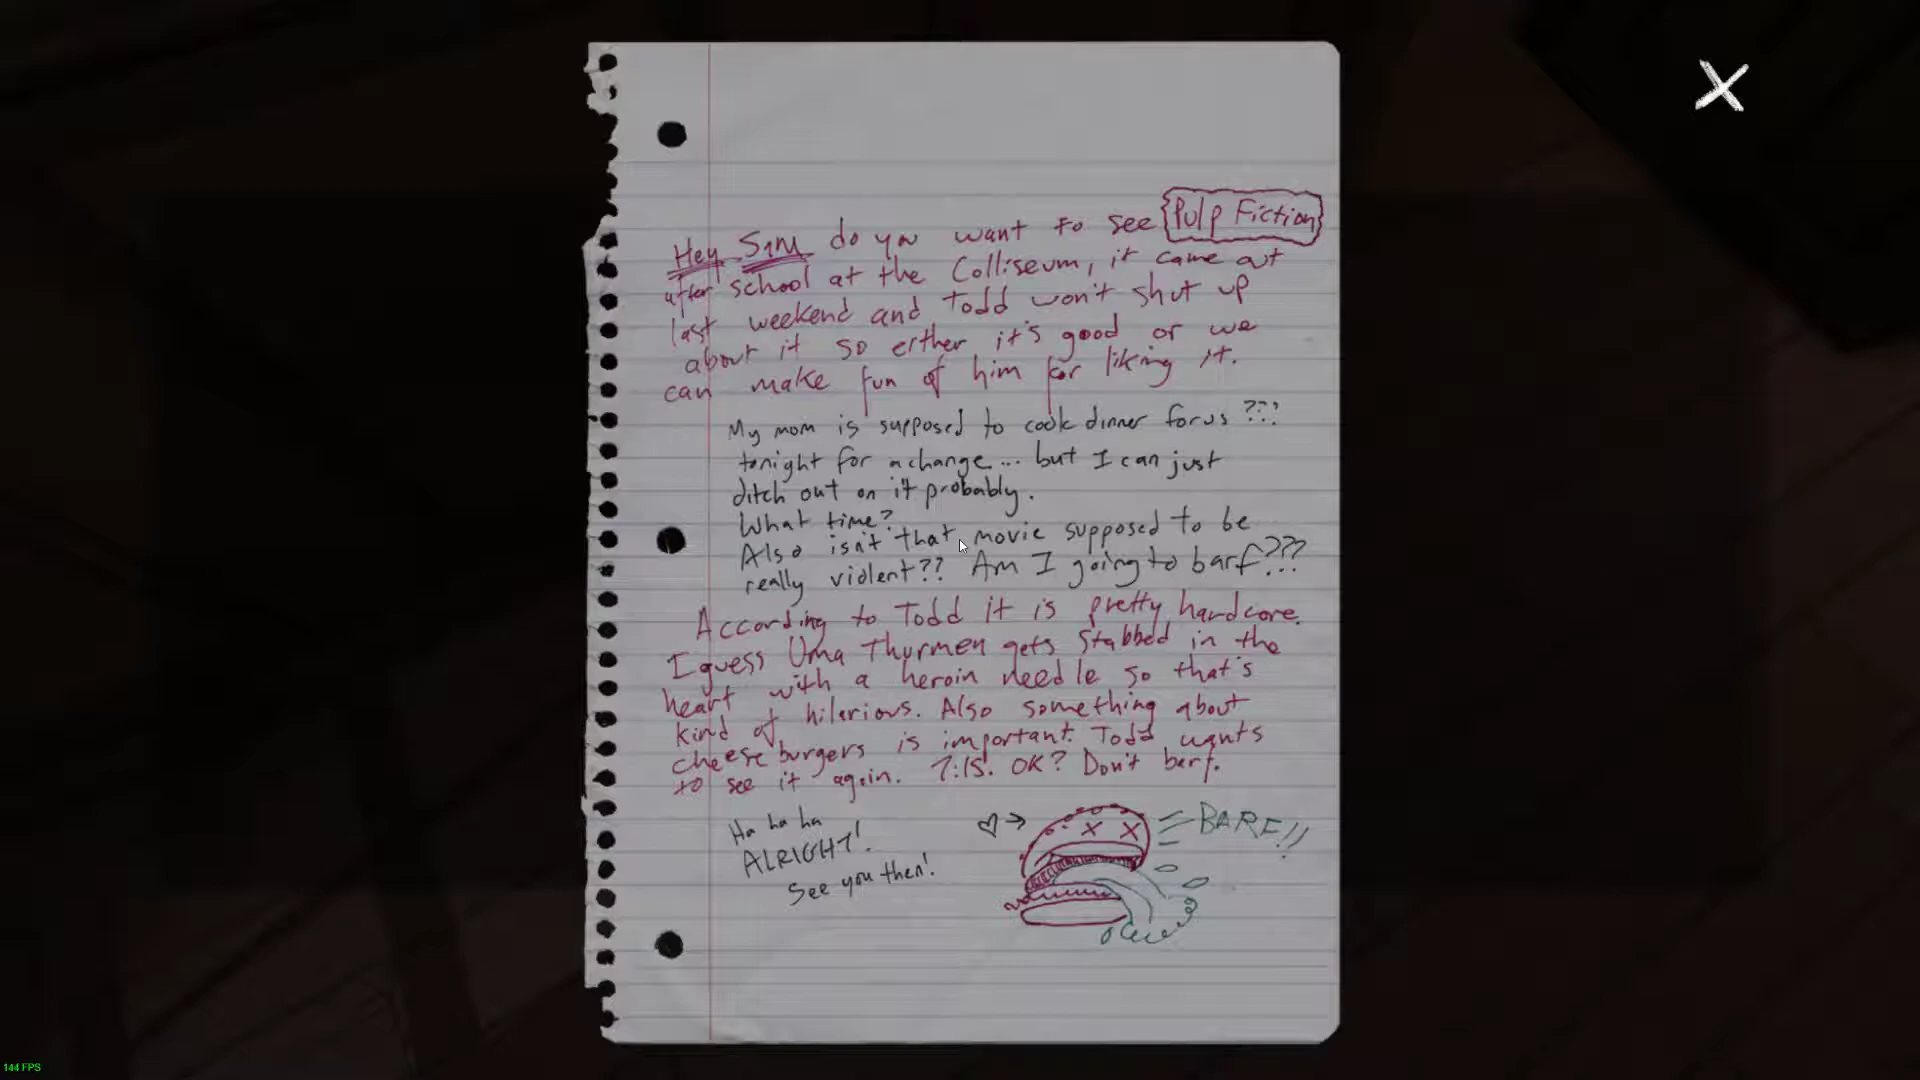 Hey SAM do you want to see Pulp Fiction
after school at the Colliseum, it came out
last weekend and Todd won't shut up
about it so either it's good or we
can make fun of him for liking it.
My mom is supposed to cook dinner for us ???
tonight for a change... but I can just
ditch out on it probably.
What time?
Also isn't that movie supposed to be
really violent?? Am I going to barf???
According to Todd it is pretty hardcore.
I guess Uma Thurmen gets stabbed in the
heart with a heroin needle so that's
kind of hilarious. Also something about
cheeseburgers is important. Todd wants
to see it again. 7:15. OK? Don't barf.
Ha ha ha
ALRIGHT!
See you then!
BARF!!
144 FPS